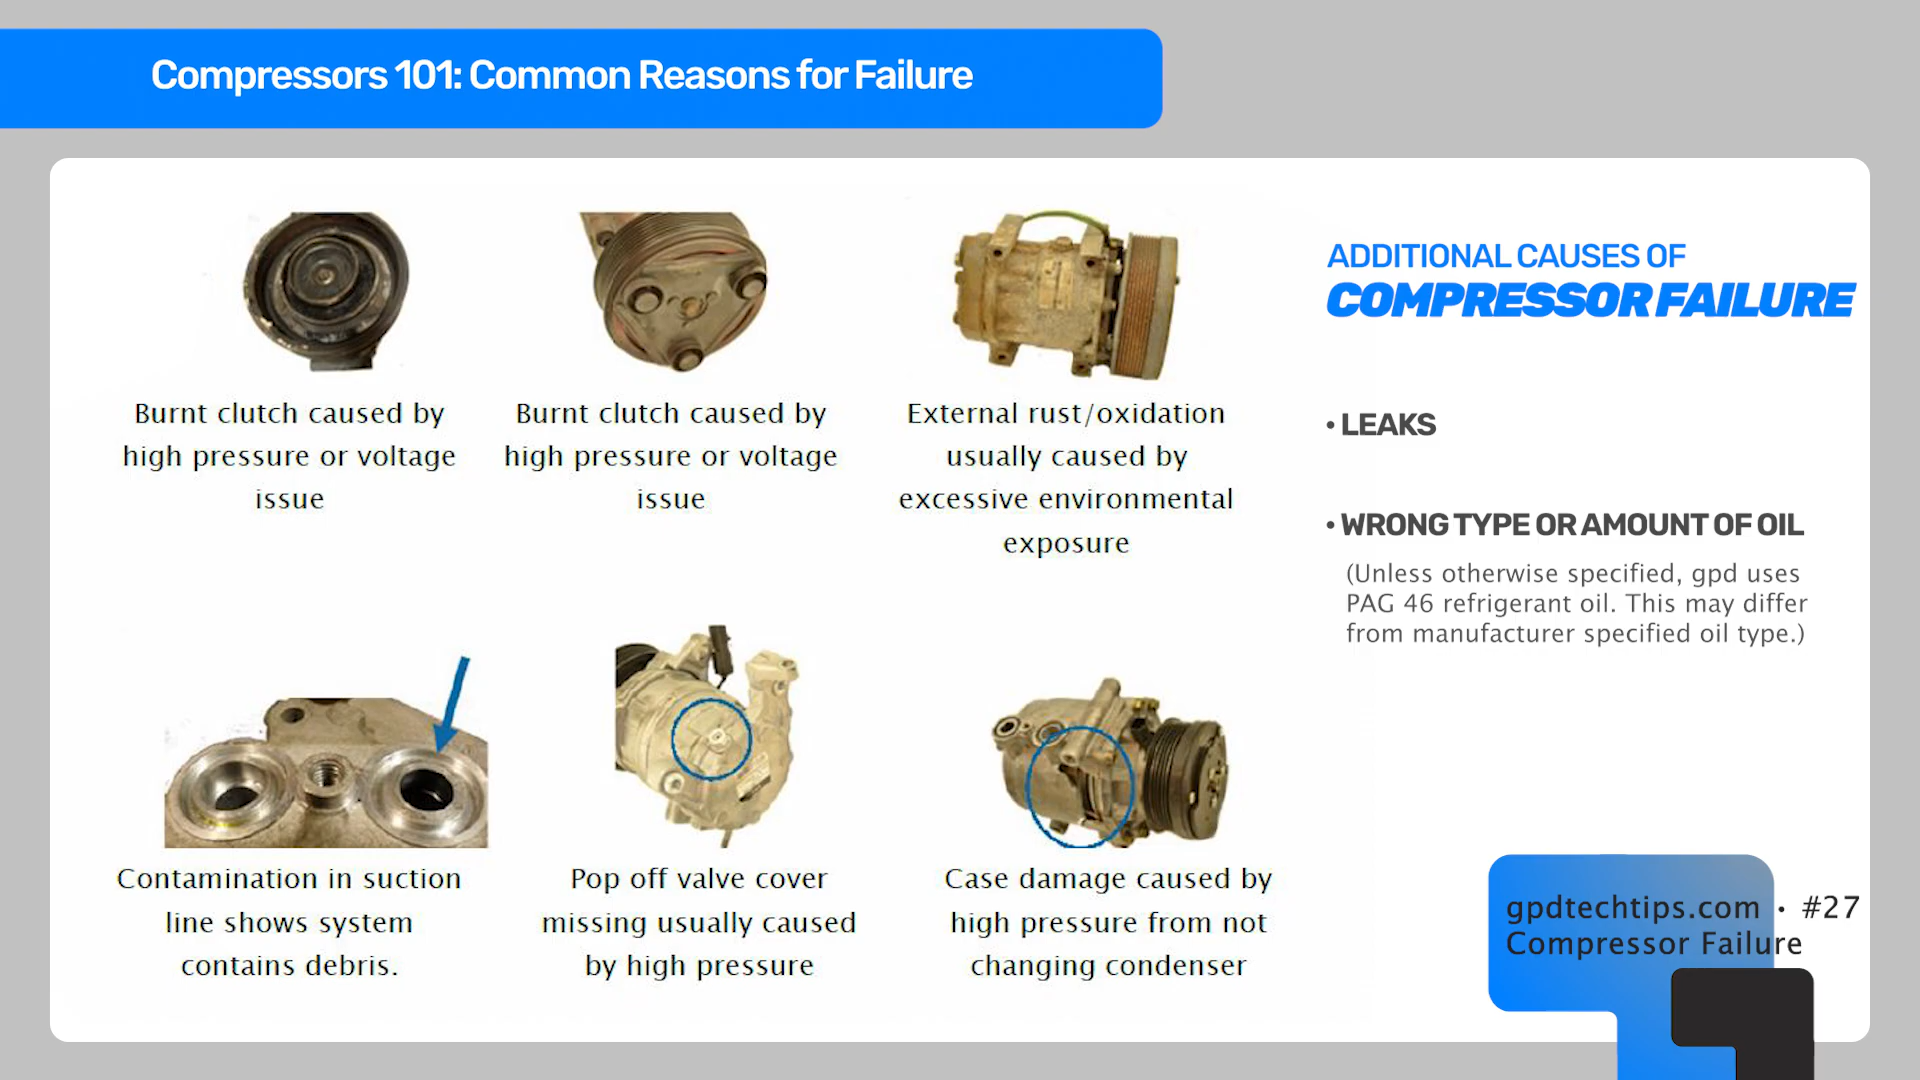 Compressors 101: Common Reasons for Failure
Burnt clutch caused by
high pressure or voltage
issue
Burnt clutch caused by
high pressure or voltage
issue
External rust/oxidation
usually caused by
excessive environmental
exposure
Contamination in suction
line shows system
contains debris.
Pop off valve cover
missing usually caused
by high pressure
Case damage caused by
high pressure from not
changing condenser
ADDITIONAL CAUSES OF
COMPRESSOR FAILURE
• LEAKS
• WRONG TYPE OR AMOUNT OF OIL
(Unless otherwise specified, gpd uses
PAG 46 refrigerant oil. This may differ
from manufacturer specified oil type.)
gpdtechtips.com · #27
Compressor Failure